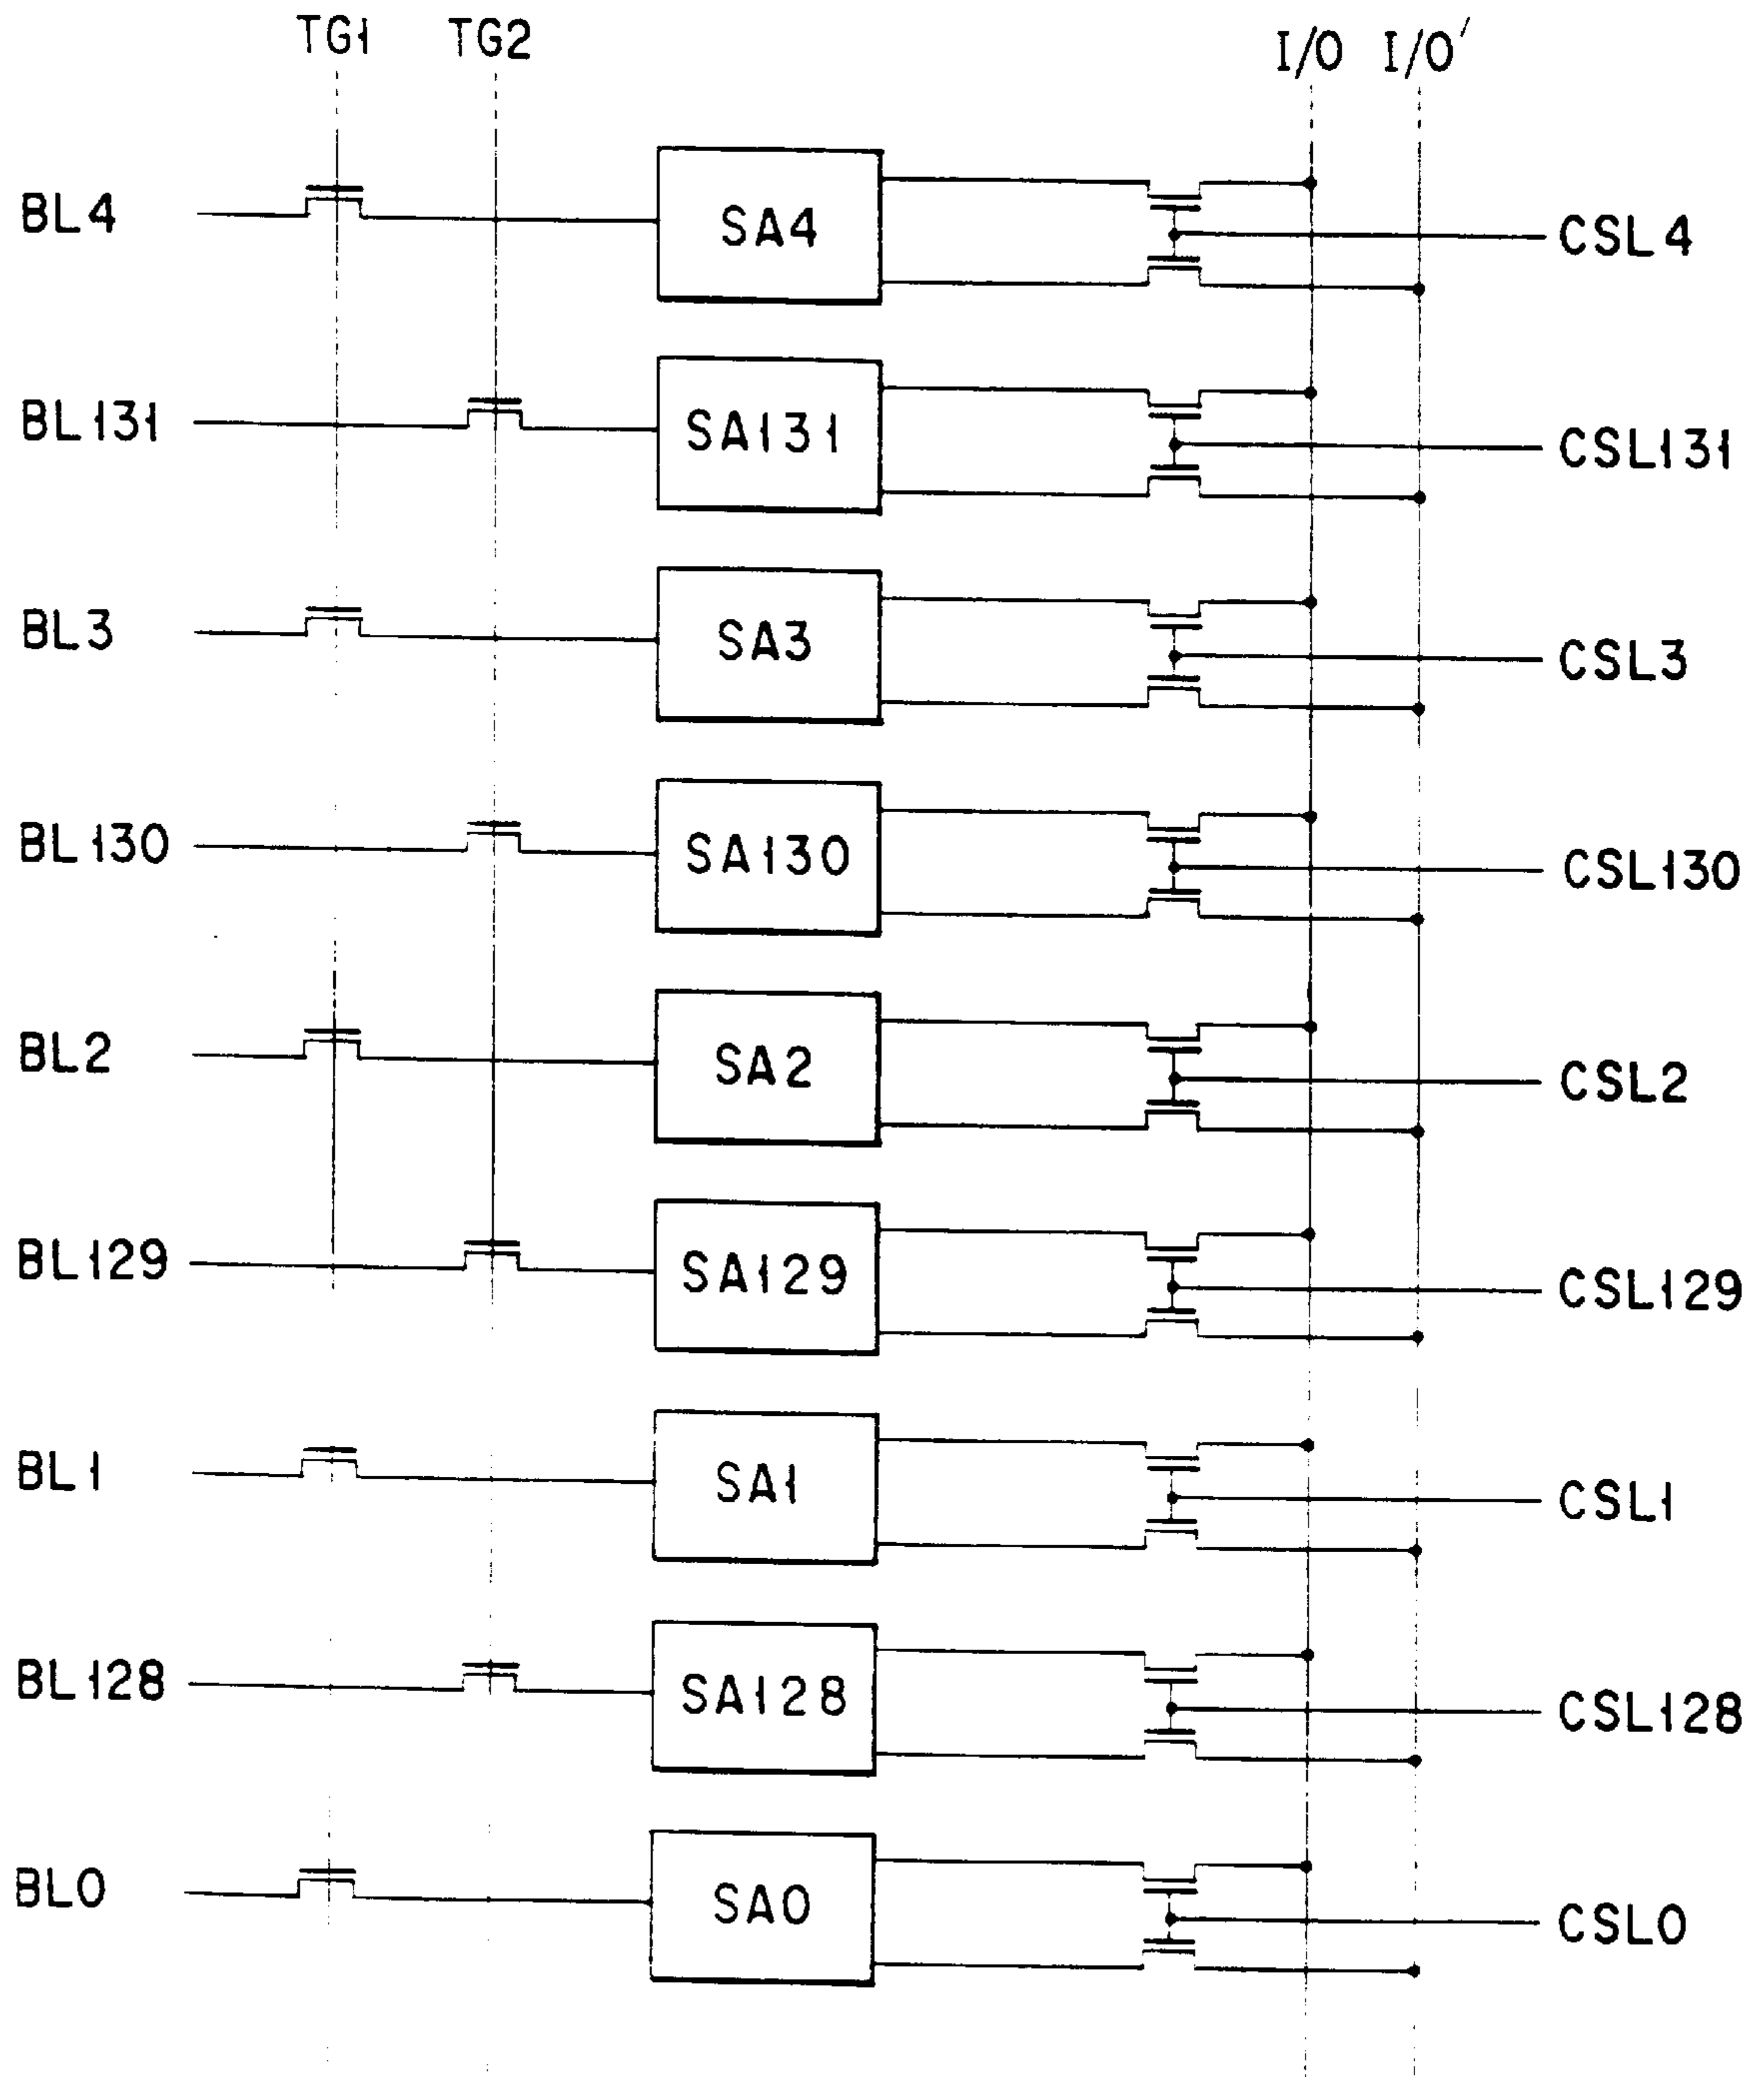 TG1 TG2 I/O I/O'
BL4 SA4 CSL4
BL131 SA131 CSL131
BL3 SA3 CSL3
BL130 SA130 CSL130
BL2 SA2 CSL2
BL129 SA129 CSL129
BL1 SA1 CSL1
BL128 SA128 CSL128
BL0 SA0 CSL0